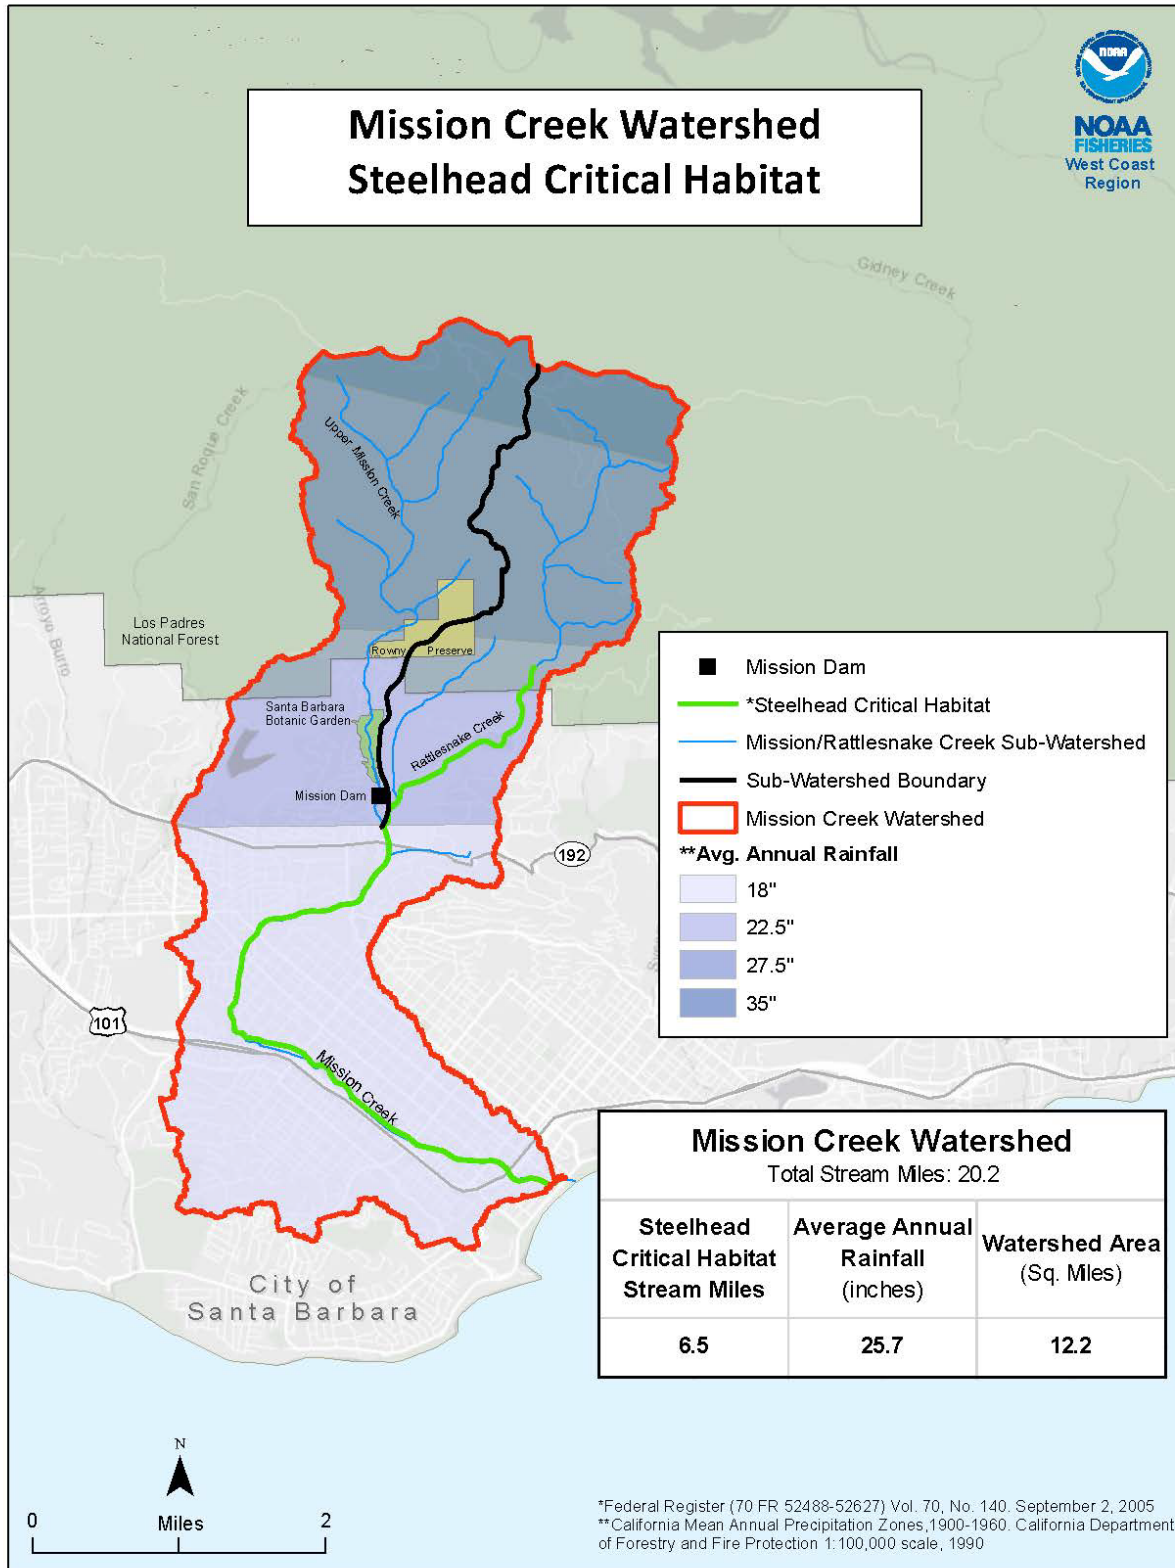 Mission Creek Watershed
Steelhead Critical Habitat
NOAA
NOAA
FISHERIES
West Coast
Region
Gidney Creek
San Roque Creek
Upper Mission Creek
Arroyo Burro
Los Padres
National Forest
Rowny Preserve
Santa Barbara
Botanic Garden
Rattlesnake Creek
Mission Dam
192
101
Mission Creek
City of
Santa Barbara
Mission Dam
*Steelhead Critical Habitat
Mission/Rattlesnake Creek Sub-Watershed
Sub-Watershed Boundary
Mission Creek Watershed
**Avg. Annual Rainfall
18"
22.5"
27.5"
35"
Mission Creek Watershed
Total Stream Miles: 20.2
Steelhead
Critical Habitat
Stream Miles
Average Annual
Rainfall
(inches)
Watershed Area
(Sq. Miles)
6.5
25.7
12.2
N
0
Miles
2
*Federal Register (70 FR 52488-52627) Vol. 70, No. 140. September 2, 2005
**California Mean Annual Precipitation Zones,1900-1960. California Department
of Forestry and Fire Protection 1:100,000 scale, 1990